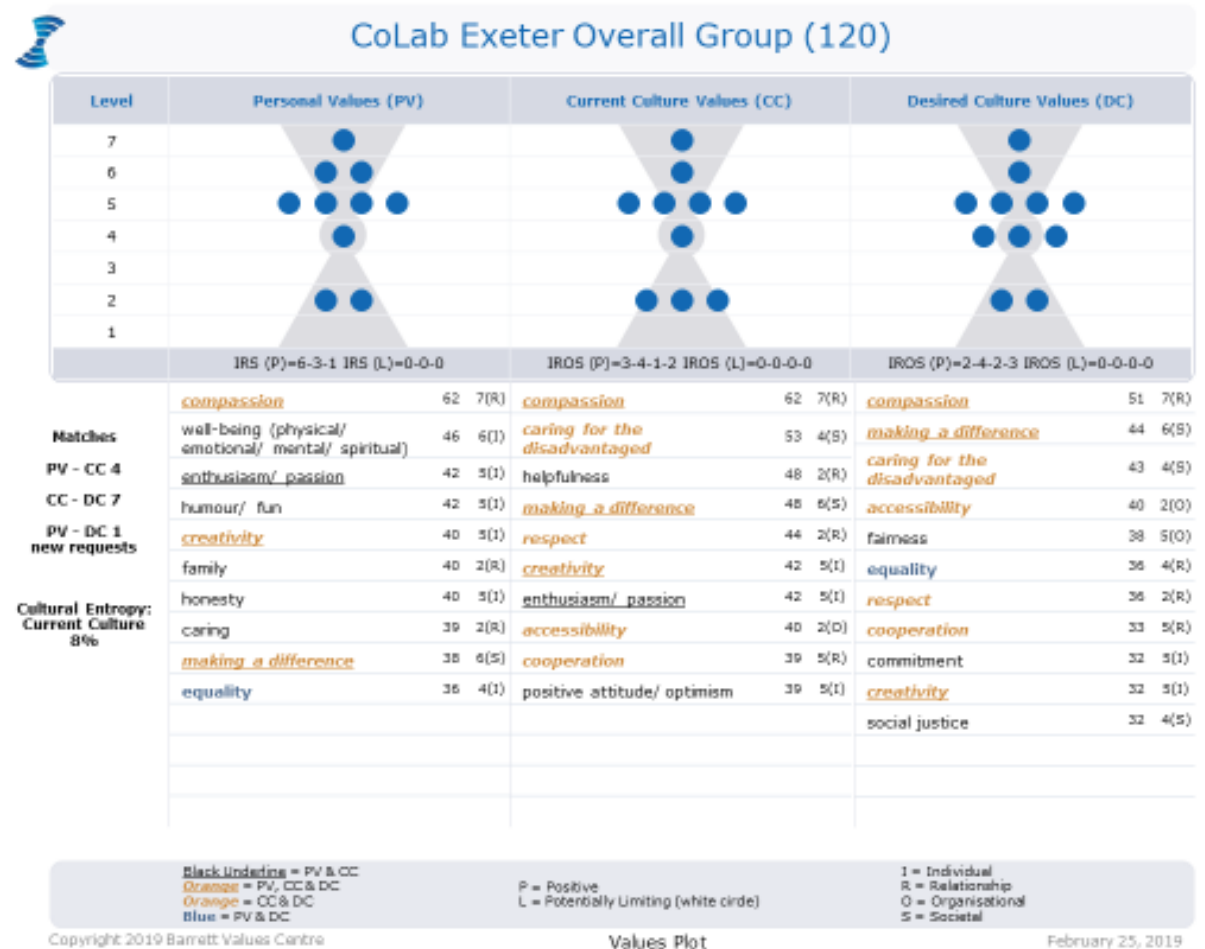 CoLab Exeter Overall Group (120)
Level Personal Values (PV) Current Culture Values (CC) Desired Culture Values (DC)
7
6
5
4
3
2
1
IRS (P)=6-3-1 IRS (L)=0-0-0 IROS (P)=3-4-1-2 IROS (L)=0-0-0-0 IROS (P)=2-4-2-3 IROS (L)=0-0-0-0
Matches
PV - CC 4
CC - DC 7
PV - DC 1
new requests
Cultural Entropy:
Current Culture
8%
compassion 62 7(R)
well-being (physical/
emotional/ mental/ spiritual) 46 6(I)
enthusiasm/ passion 42 5(I)
humour/ fun 42 5(I)
creativity 40 5(I)
family 40 2(R)
honesty 40 5(I)
caring 39 2(R)
making a difference 38 6(S)
equality 36 4(I)
compassion 62 7(R)
caring for the
disadvantaged 53 4(S)
helpfulness 48 2(R)
making a difference 48 6(S)
respect 44 2(R)
creativity 42 5(I)
enthusiasm/ passion 42 5(I)
accessibility 40 2(O)
cooperation 39 5(R)
positive attitude/ optimism 39 5(I)
compassion 51 7(R)
making a difference 44 6(S)
caring for the
disadvantaged 43 4(S)
accessibility 40 2(O)
fairness 38 5(O)
equality 36 4(R)
respect 36 2(R)
cooperation 33 5(R)
commitment 32 5(I)
creativity 32 5(I)
social justice 32 4(S)
Black Underline = PV & CC
Orange = PV, CC & DC
Orange = CC & DC
Blue = PV & DC
P = Positive
L = Potentially Limiting (white circle)
I = Individual
R = Relationship
O = Organisational
S = Societal
Copyright 2019 Barrett Values Centre
Values Plot
February 25, 2019